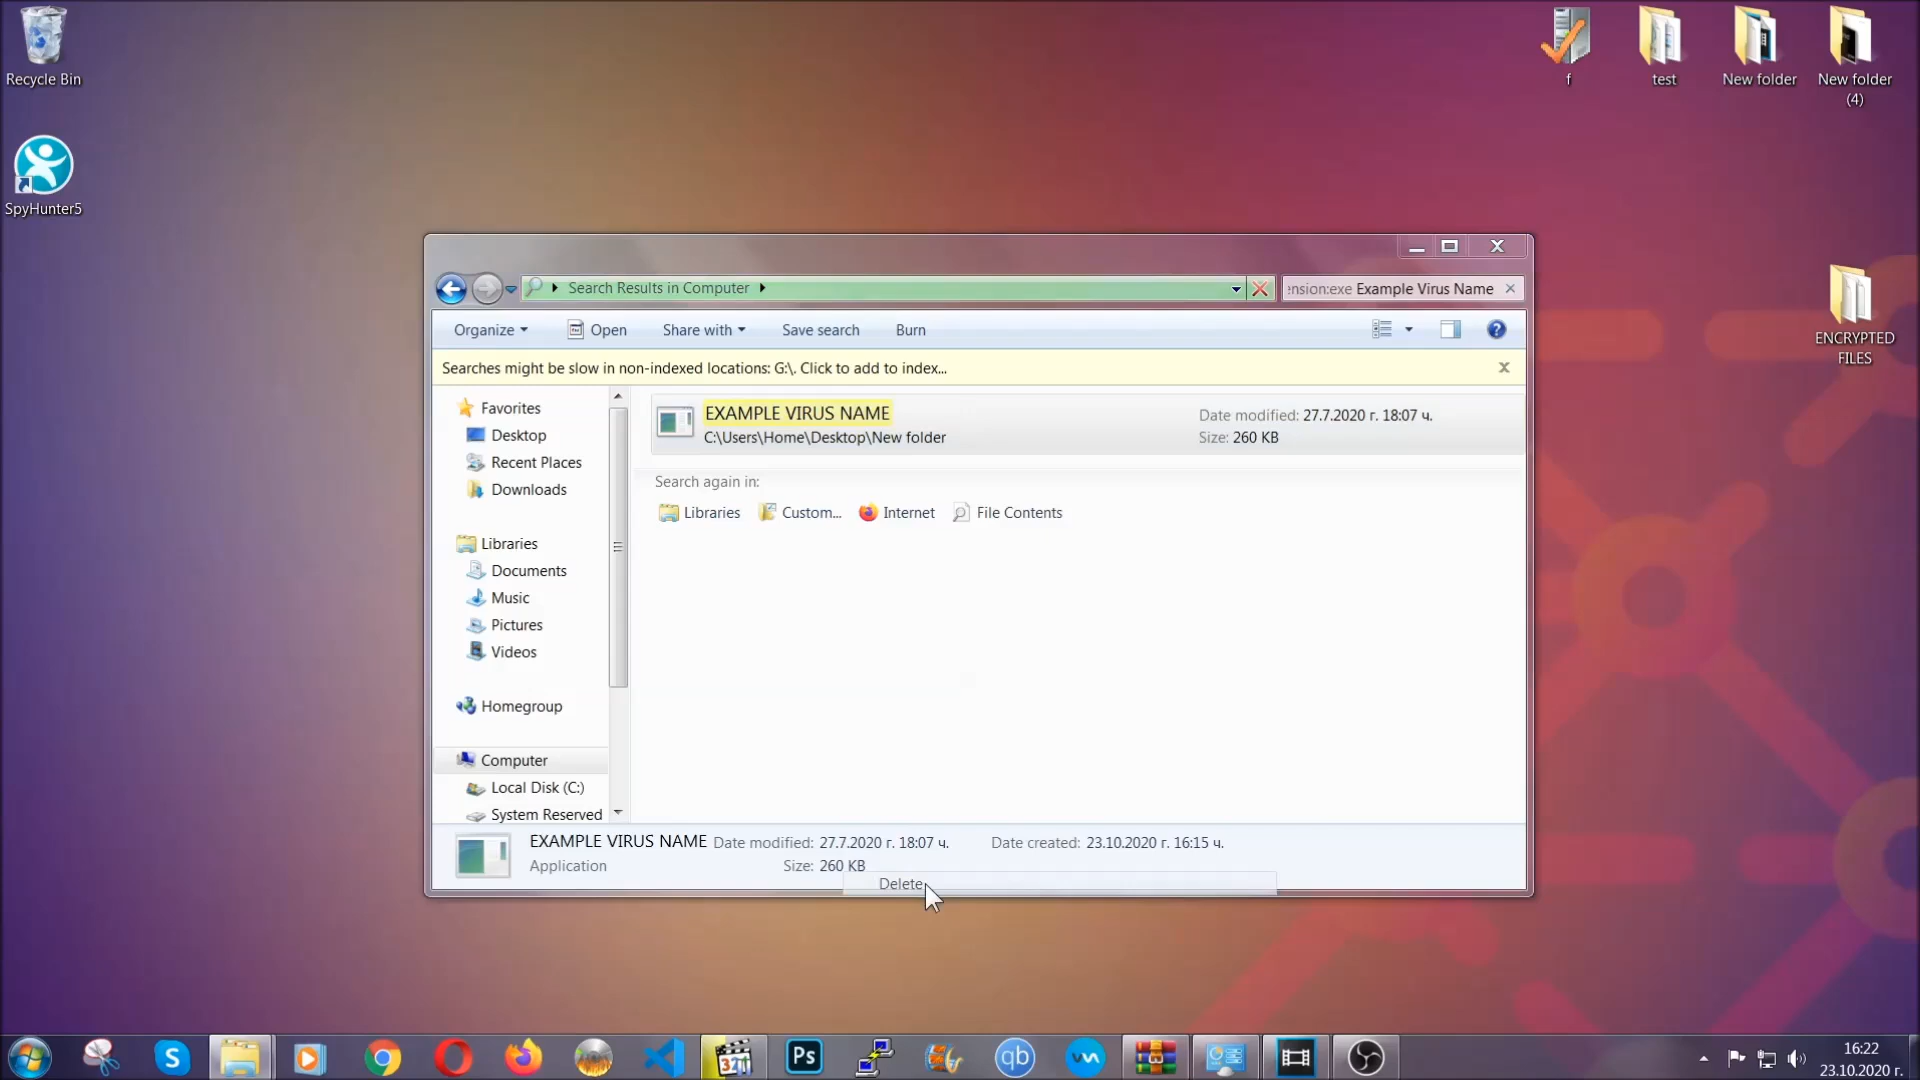 Recycle Bin
SpyHunter5
f
test
New folder
New folder
(4)
ENCRYPTED
FILES
Search Results in Computer
ension:exe Example Virus Name
Organize
Open
Share with
Save search
Burn
Searches might be slow in non-indexed locations: G:\. Click to add to index...
Favorites
Desktop
Recent Places
Downloads
Libraries
Documents
Music
Pictures
Videos
Homegroup
Computer
Local Disk (C:)
System Reserved
EXAMPLE VIRUS NAME
C:\Users\Home\Desktop\New folder
Date modified: 27.7.2020 г. 18:07 ч.
Size: 260 KB
Search again in:
Libraries
Custom...
Internet
File Contents
EXAMPLE VIRUS NAME Date modified: 27.7.2020 г. 18:07 ч. Date created: 23.10.2020 г. 16:15 ч.
Application Size: 260 KB
Delete
S
321
Ps
qb
16:22
23.10.2020 г.